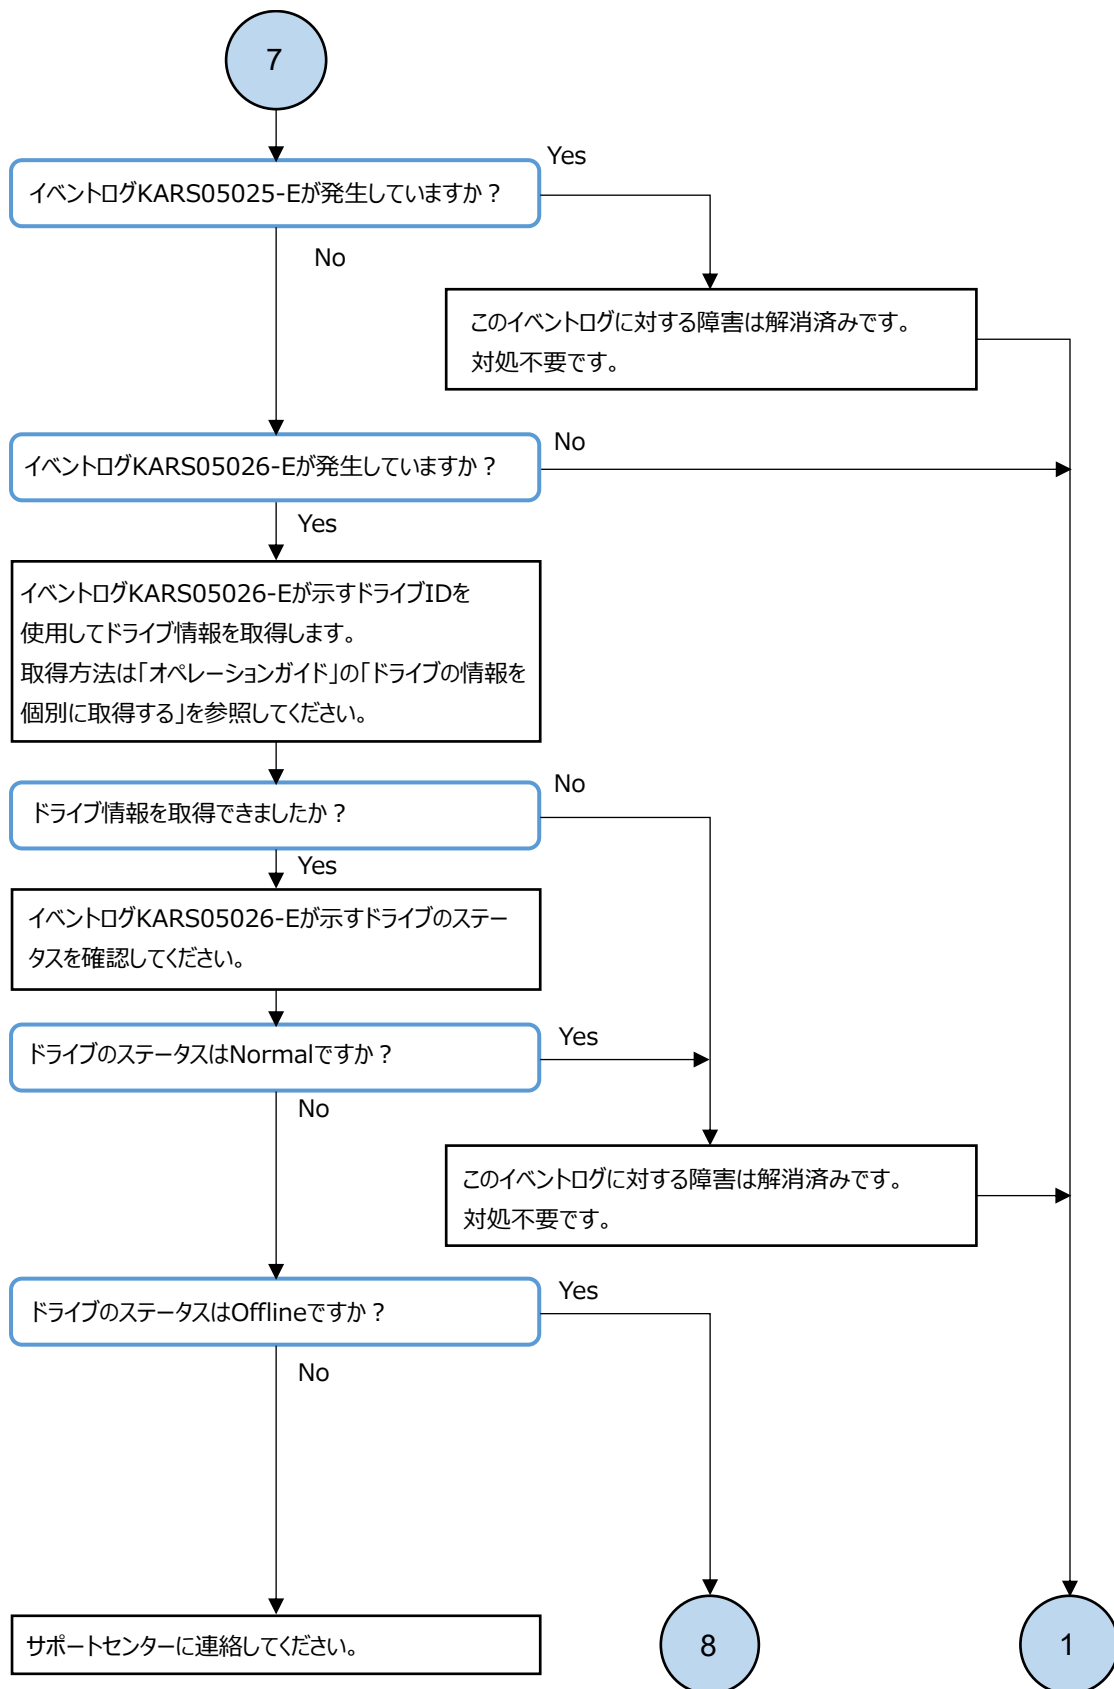 7
Yes
イベントログKARS05025-Eが発生していますか？
No
このイベントログに対する障害は解消済みです。
対処不要です。
No
イベントログKARS05026-Eが発生していますか？
Yes
イベントログKARS05026-Eが示すドライブIDを
使用してドライブ情報を取得します。
取得方法は「オペレーションガイド」の「ドライブの情報を
個別に取得する」を参照してください。
No
ドライブ情報を取得できましたか？
Yes
イベントログKARS05026-Eが示すドライブのステー
タスを確認してください。
Yes
ドライブのステータスはNormalですか？
No
このイベントログに対する障害は解消済みです。
対処不要です。
Yes
ドライブのステータスはOfflineですか？
No
サポートセンターに連絡してください。
8
1